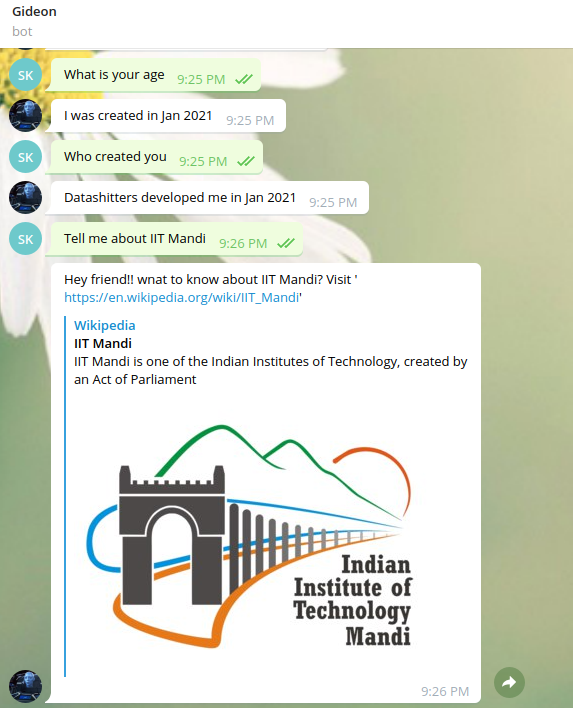 Gideon
bot
SK
What is your age 9:25 PM
I was created in Jan 2021 9:25 PM
SK
Who created you 9:25 PM
Datashitters developed me in Jan 2021 9:25 PM
SK
Tell me about IIT Mandi 9:26 PM
Hey friend!! wnat to know about IIT Mandi? Visit '
https://en.wikipedia.org/wiki/IIT_Mandi'
Wikipedia
IIT Mandi
IIT Mandi is one of the Indian Institutes of Technology, created by
an Act of Parliament
Indian
Institute of
Technology
Mandi
9:26 PM